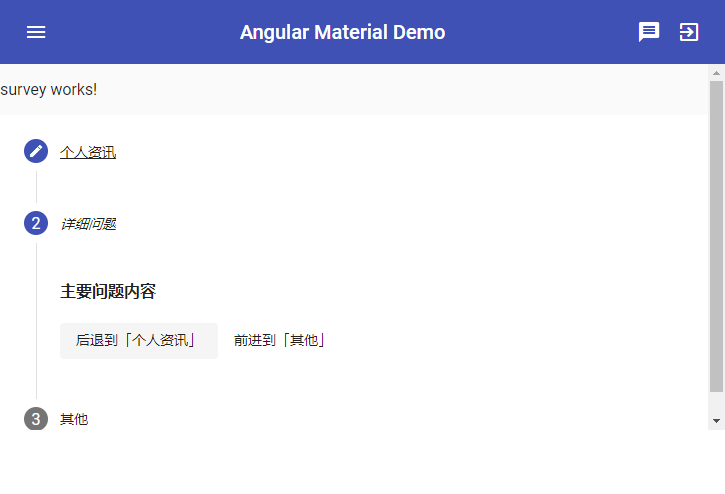 Angular Material Demo
survey works!
个人资讯
2 详细问题
主要问题内容
后退到「个人资讯」 前进到「其他」
3 其他